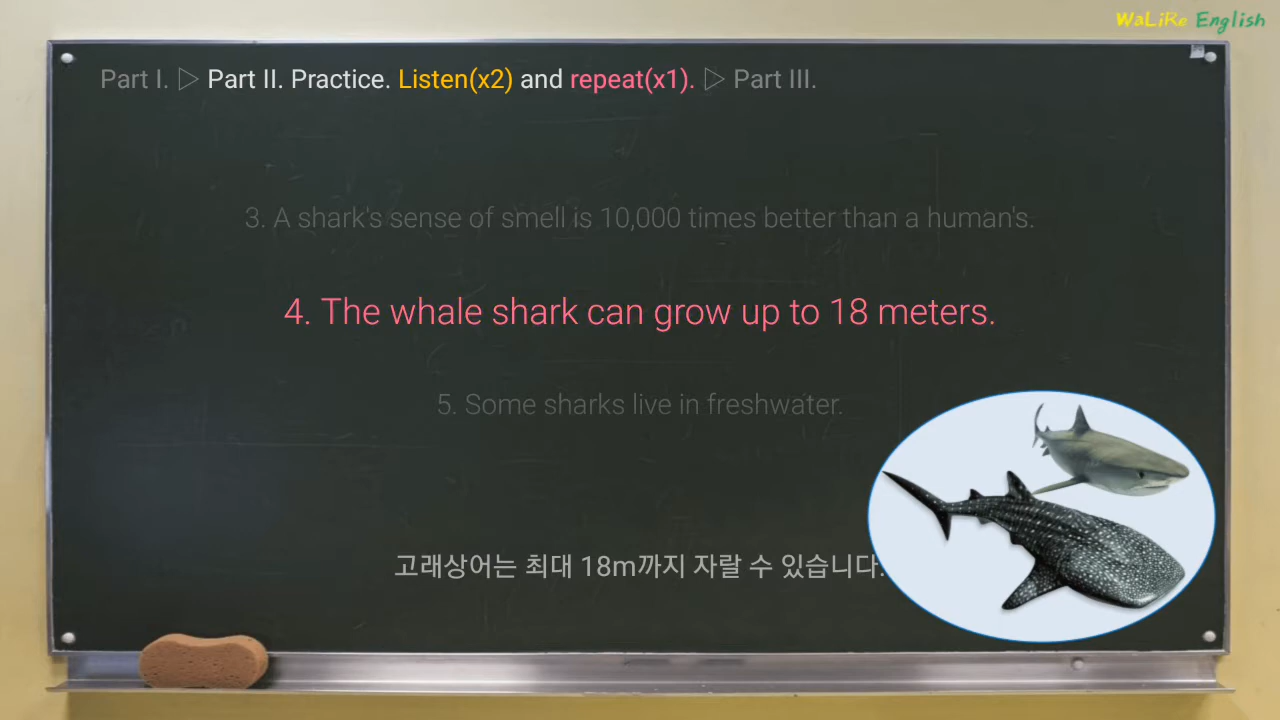 WaLiRe English
Part I. ▷ Part II. Practice. Listen(x2) and repeat(x1). ▷ Part III.
3. A shark's sense of smell is 10,000 times better than a human's.
4. The whale shark can grow up to 18 meters.
5. Some sharks live in freshwater.
고래상어는 최대 18m까지 자랄 수 있습니다.